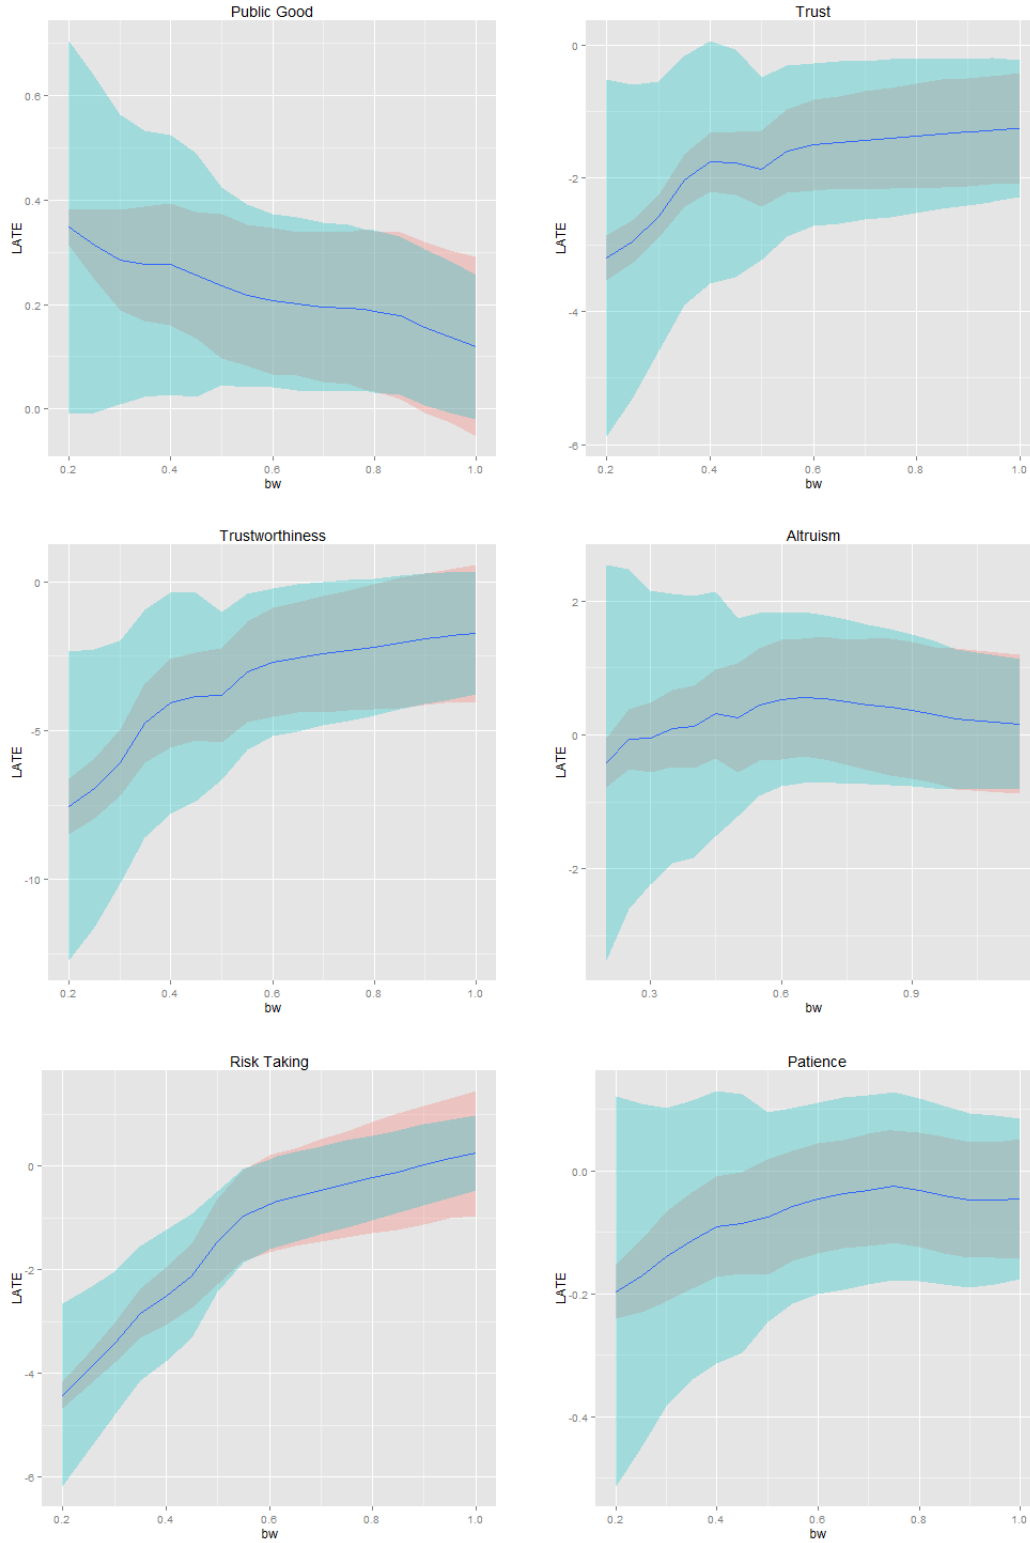 Public Good
0.6
0.4
0.2
0.0
LATE
0.2 0.4 0.6 0.8 1.0
bw
Trust
0
-2
-4
-6
LATE
0.2 0.4 0.6 0.8 1.0
bw
Trustworthiness
0
-5
-10
LATE
0.2 0.4 0.6 0.8 1.0
bw
Altruism
2
0
-2
LATE
0.3 0.6 0.9
bw
Risk Taking
0
-2
-4
-6
LATE
0.2 0.4 0.6 0.8 1.0
bw
Patience
0.0
-0.2
-0.4
LATE
0.2 0.4 0.6 0.8 1.0
bw